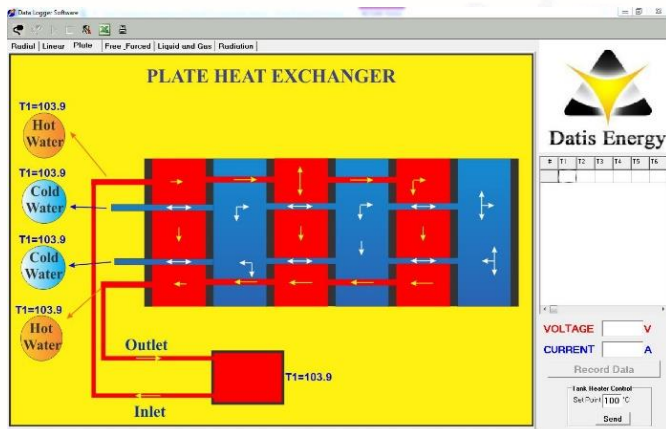 Data Logger Software
Radial Linear Plate Free_Forced Liquid and Gas Radiation
PLATE HEAT EXCHANGER
T1=103.9
Hot
Water
T1=103.9
Cold
Water
T1=103.9
Cold
Water
T1=103.9
Hot
Water
Outlet
T1=103.9
Inlet
Datis Energy
# T1 T2 T3 T4 T5 T6
VOLTAGE V
CURRENT A
Record Data
Tank Heater Control
Set Point 100 °C
Send